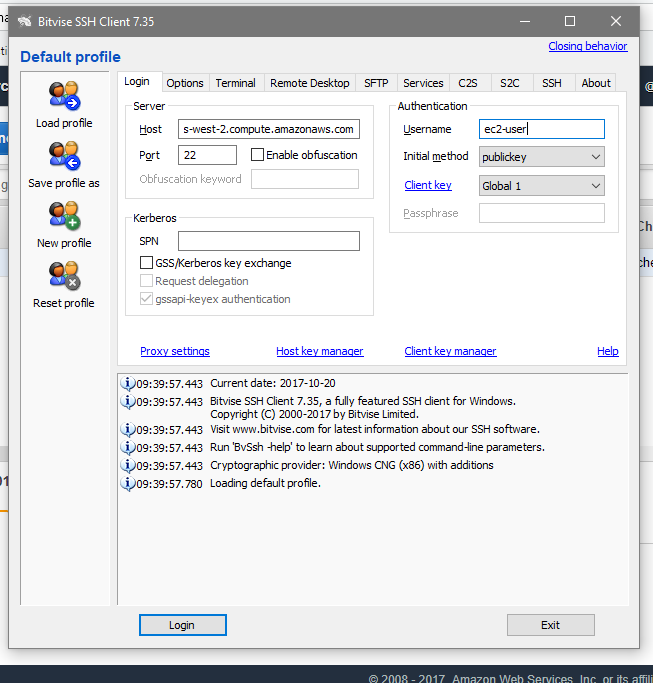 Bitvise SSH Client 7.35
Default profile
Closing behavior
Load profile
Save profile as
New profile
Reset profile
Login Options Terminal Remote Desktop SFTP Services C2S S2C SSH About
Server
Host s-west-2.compute.amazonaws.com
Port 22 Enable obfuscation
Obfuscation keyword
Kerberos
SPN
GSS/Kerberos key exchange
Request delegation
gssapi-keyex authentication
Authentication
Username ec2-user
Initial method publickey
Client key Global 1
Passphrase
Proxy settings Host key manager Client key manager Help
09:39:57.443 Current date: 2017-10-20
09:39:57.443 Bitvise SSH Client 7.35, a fully featured SSH client for Windows.
Copyright (C) 2000-2017 by Bitvise Limited.
09:39:57.443 Visit www.bitvise.com for latest information about our SSH software.
09:39:57.443 Run 'BvSsh -help' to learn about supported command-line parameters.
09:39:57.443 Cryptographic provider: Windows CNG (x86) with additions
09:39:57.780 Loading default profile.
Login Exit
© 2008 - 2017, Amazon Web Services, Inc. or its affili